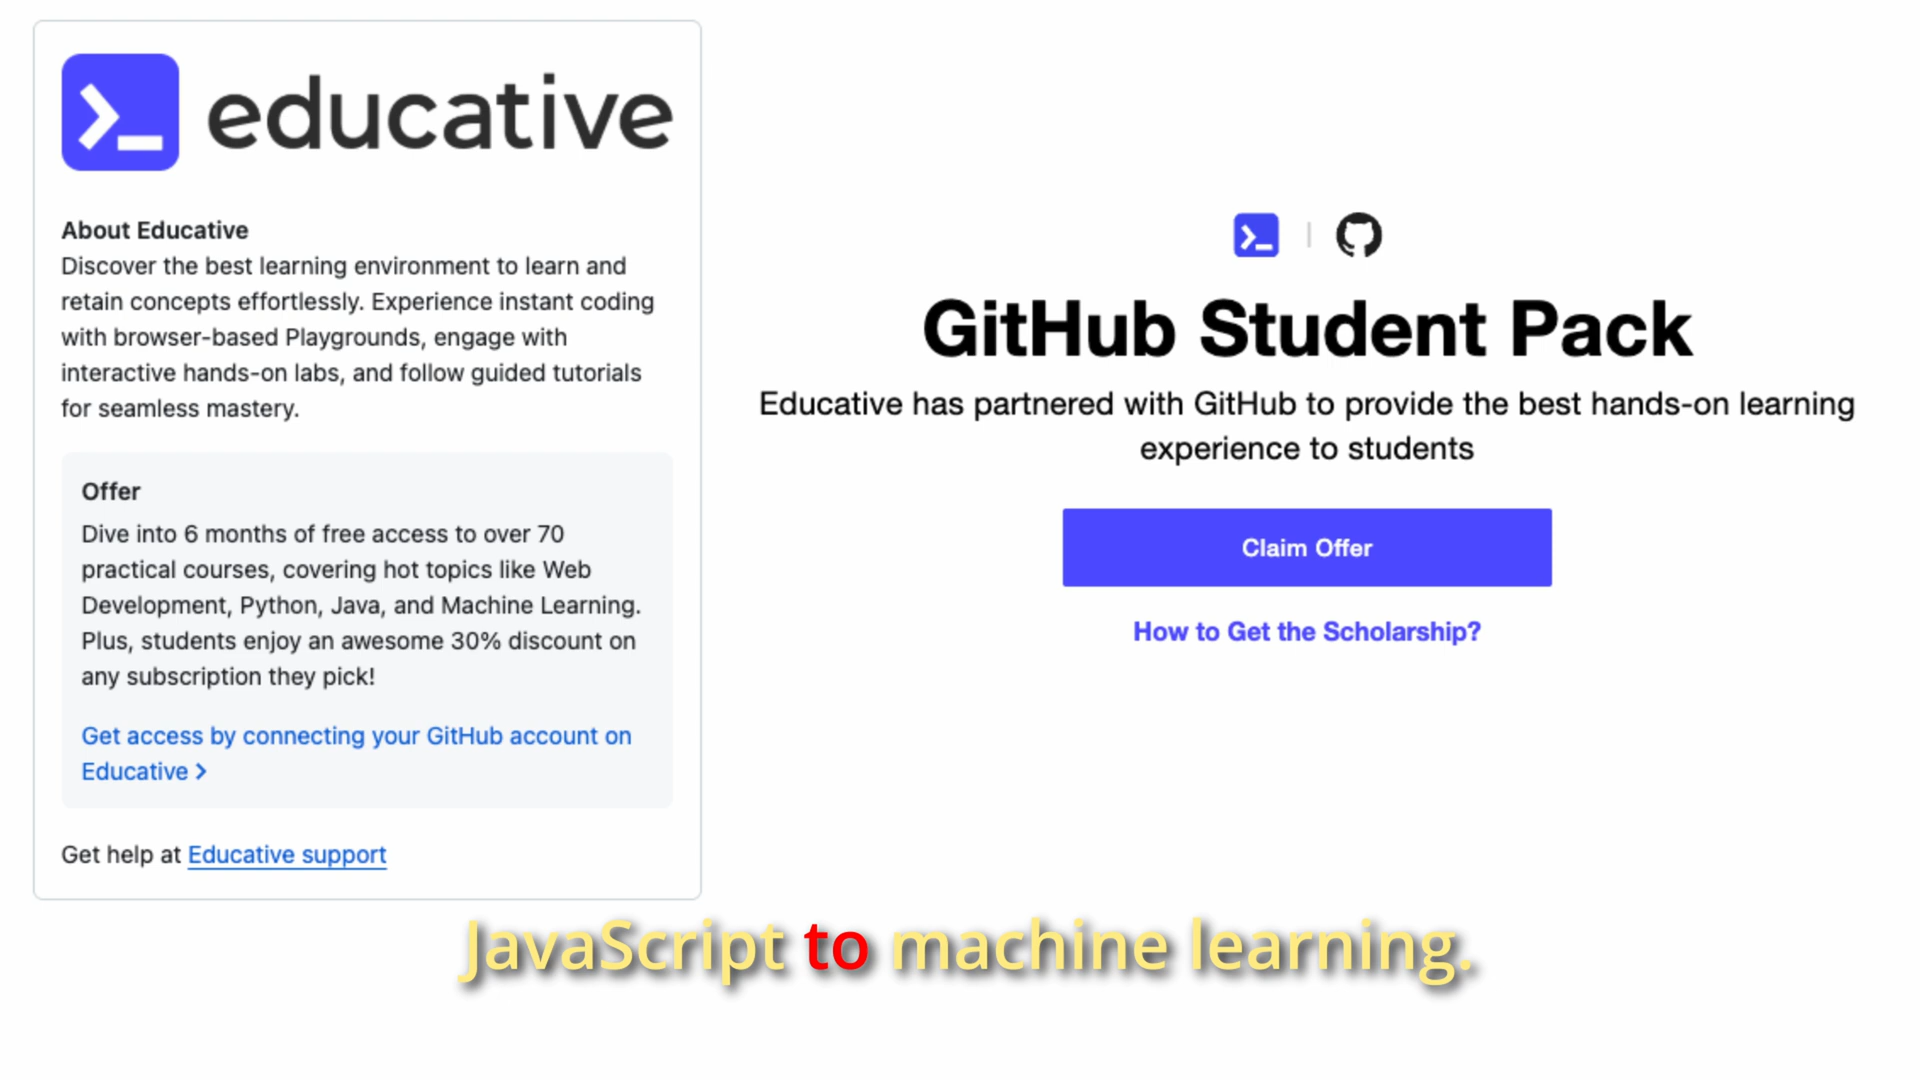 educative
About Educative
Discover the best learning environment to learn and
retain concepts effortlessly. Experience instant coding
with browser-based Playgrounds, engage with
interactive hands-on labs, and follow guided tutorials
for seamless mastery.
Offer
Dive into 6 months of free access to over 70
practical courses, covering hot topics like Web
Development, Python, Java, and Machine Learning.
Plus, students enjoy an awesome 30% discount on
any subscription they pick!
Get access by connecting your GitHub account on
Educative >
Get help at Educative support
GitHub Student Pack
Educative has partnered with GitHub to provide the best hands-on learning
experience to students
Claim Offer
How to Get the Scholarship?
JavaScript to machine learning.